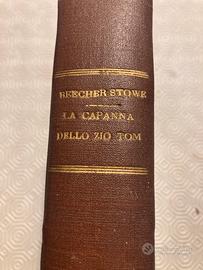 BEECHER STOWE
LA CAPANNA
DELLO ZIO TOM